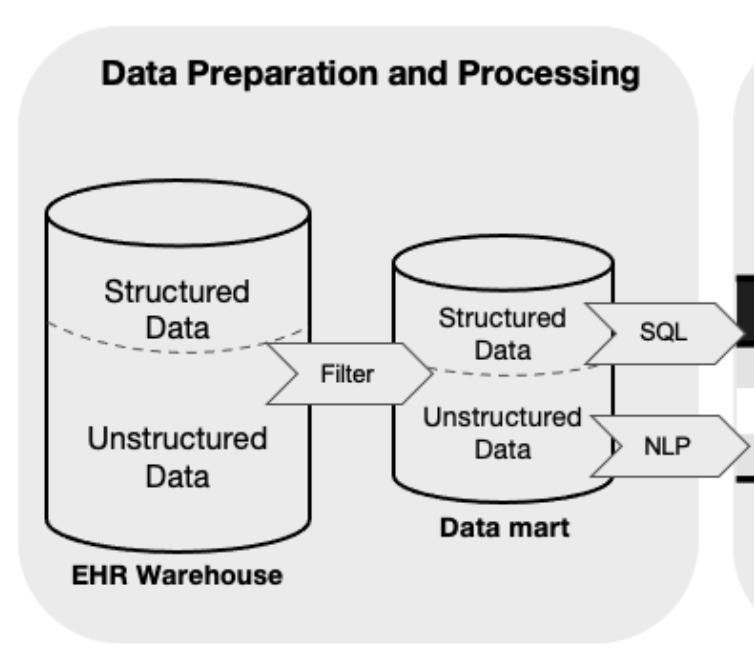 Data Preparation and Processing
Structured
Data
Unstructured
Data
EHR Warehouse
Filter
Structured
Data
Unstructured
Data
Data mart
SQL
NLP